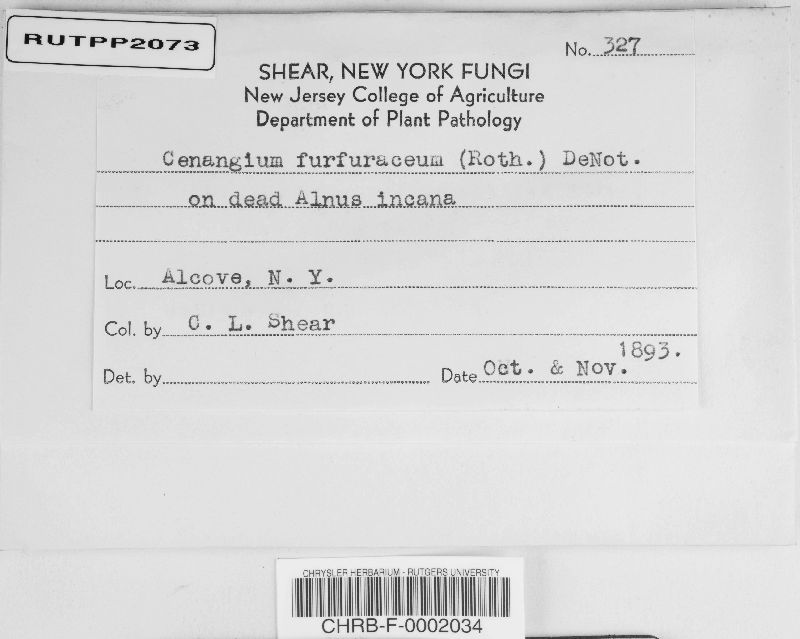 RUTPP2073
No. 327
SHEAR, NEW YORK FUNGI
New Jersey College of Agriculture
Department of Plant Pathology
Cenangium furfuraceum (Roth.) DeNot.
on dead Alnus incana
Loc. Alcove, N. Y.
Col. by C. L. Shear
Det. by Date Oct. & Nov. 1893.
CHRYSLER HERBARIUM - RUTGERS UNIVERSITY
CHRB-F-0002034